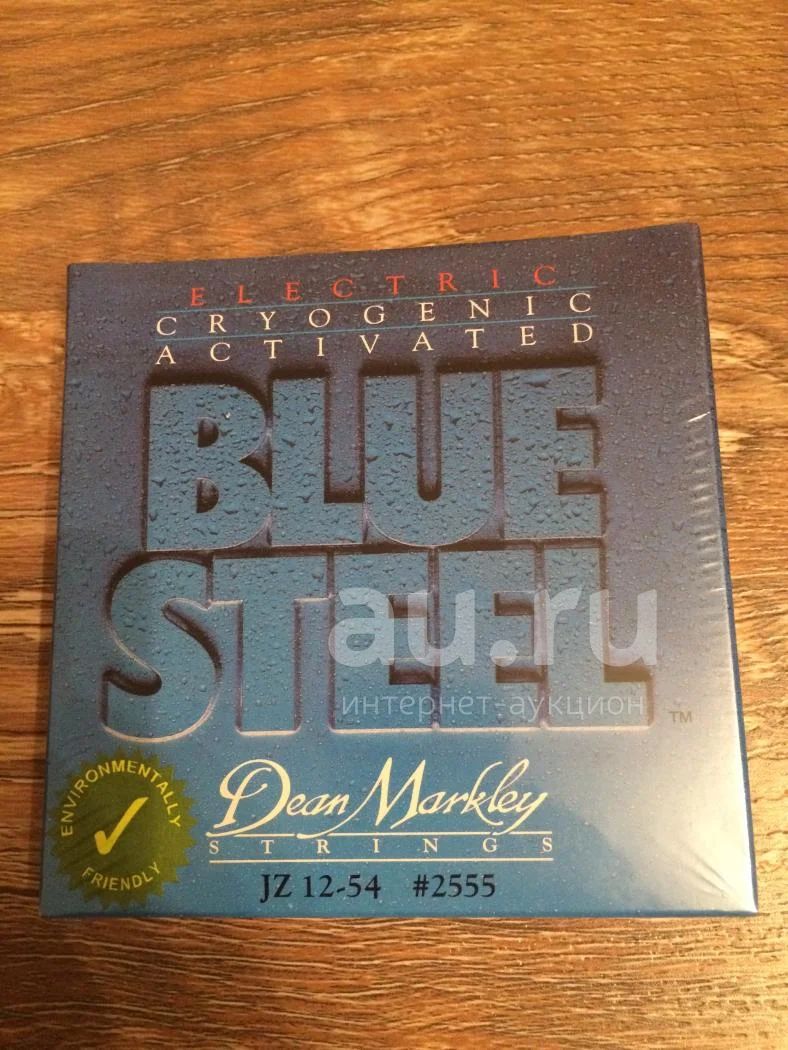 ELECTRIC
CRYOGENIC
ACTIVATED
BLUE
STEEL
au.ru
интернет-аукцион
TM
ENVIRONMENTALLY
FRIENDLY
Dean Markley
STRINGS
JZ 12-54 #2555